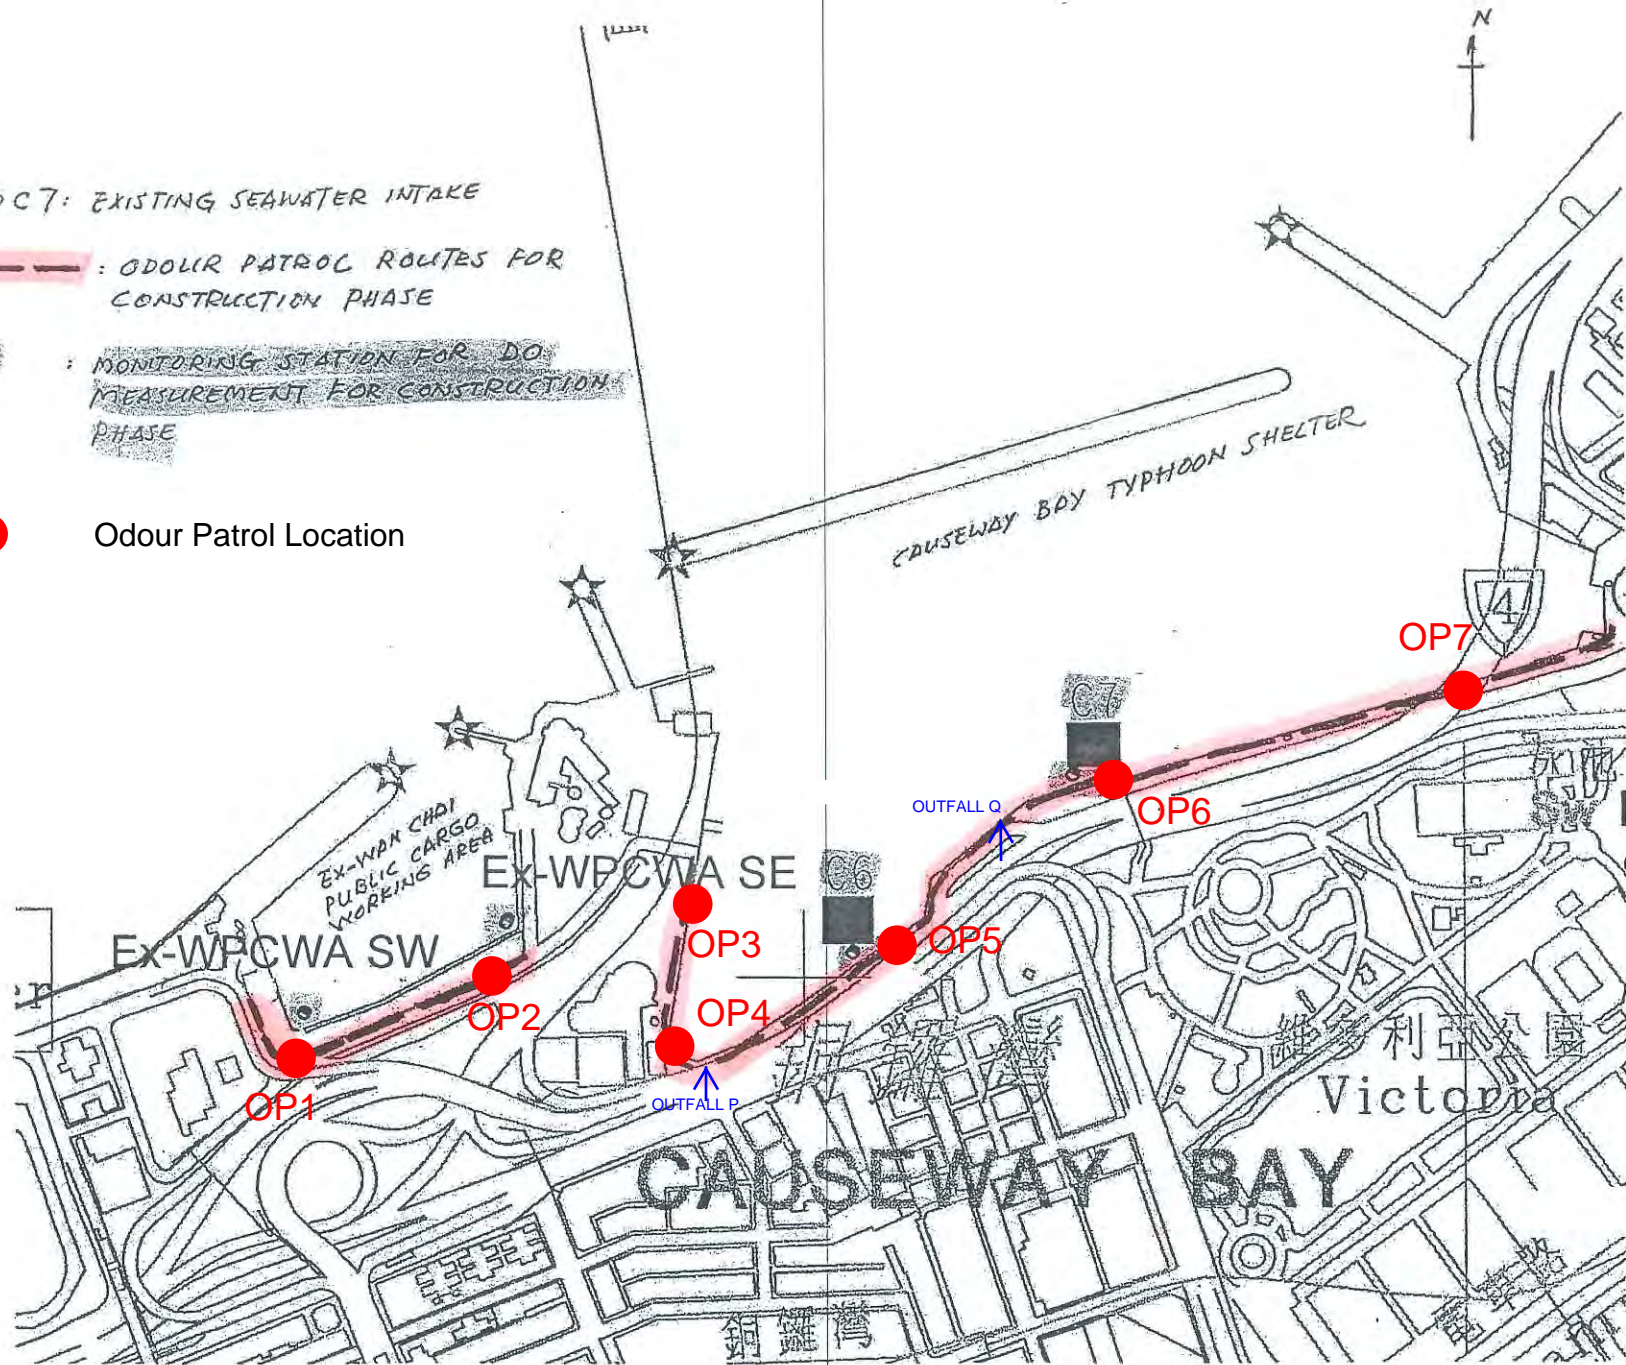 N
C7: EXISTING SEAWATER INTAKE
: ODOUR PATROL ROUTES FOR
CONSTRUCTION PHASE
: MONITORING STATION FOR DO
MEASUREMENT FOR CONSTRUCTION
PHASE
Odour Patrol Location
CAUSEWAY BAY TYPHOON SHELTER
4
OP7
C7
OP6
OUTFALL Q
EX-WAN CHAI
PUBLIC CARGO
WORKING AREA
Ex-WPCWA SE
C6
OP3
OP5
Ex-WPCWA SW
OP2
OP4
OP1
OUTFALL P
維多利亞公園
Victoria
CAUSEWAY BAY
銅鑼灣